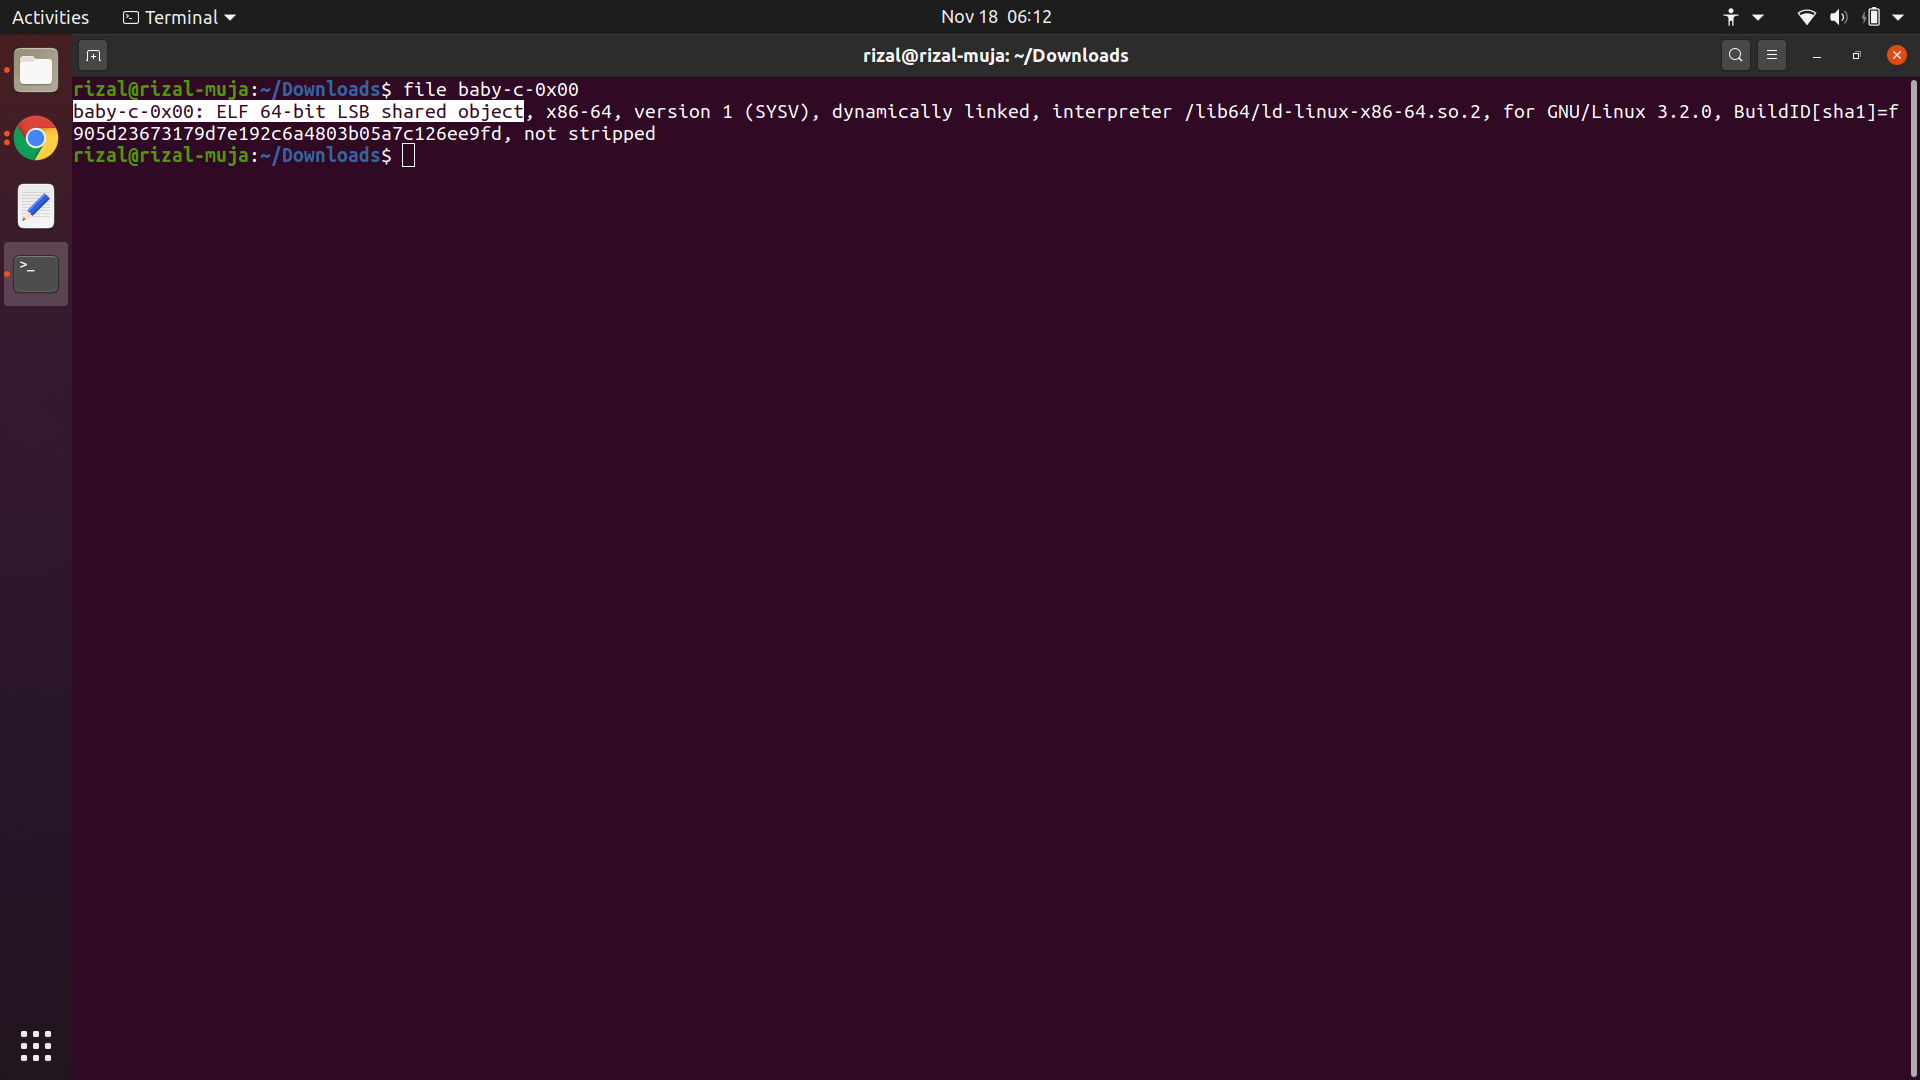 Activities Terminal Nov 18 06:12
rizal@rizal-muja: ~/Downloads
rizal@rizal-muja:~/Downloads$ file baby-c-0x00
baby-c-0x00: ELF 64-bit LSB shared object, x86-64, version 1 (SYSV), dynamically linked, interpreter /lib64/ld-linux-x86-64.so.2, for GNU/Linux 3.2.0, BuildID[sha1]=f
905d23673179d7e192c6a4803b05a7c126ee9fd, not stripped
rizal@rizal-muja:~/Downloads$